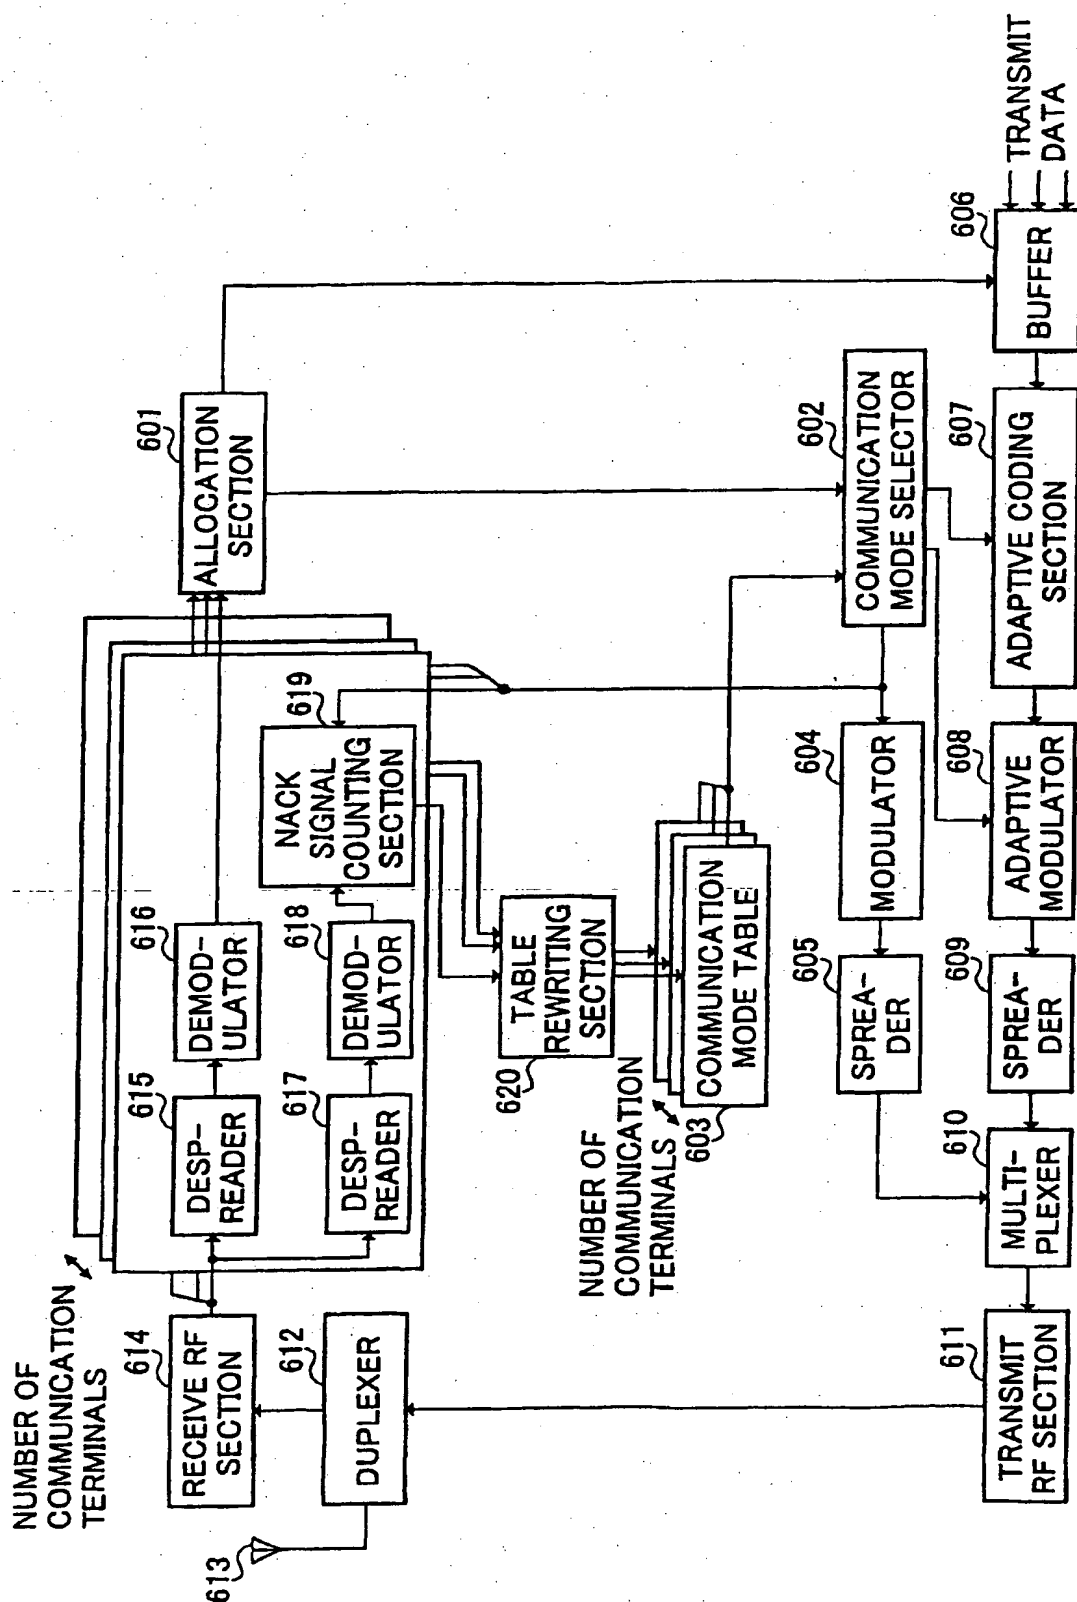 NUMBER OF
COMMUNICATION
TERMINALS
613
614
RECEIVE RF
SECTION
612
DUPLEXER
615
DESP-
READER
616
DEMOD-
ULATOR
617
DESP-
READER
618
DEMOD-
ULATOR
619
NACK
SIGNAL
COUNTING
SECTION
601
ALLOCATION
SECTION
620
TABLE
REWRITING
SECTION
NUMBER OF
COMMUNICATION
TERMINALS
603
COMMUNICATION
MODE TABLE
602
COMMUNICATION
MODE SELECTOR
604
MODULATOR
605
SPREA-
DER
606
BUFFER
TRANSMIT
DATA
607
ADAPTIVE CODING
SECTION
608
ADAPTIVE
MODULATOR
609
SPREA-
DER
610
MULTI-
PLEXER
611
TRANSMIT
RF SECTION